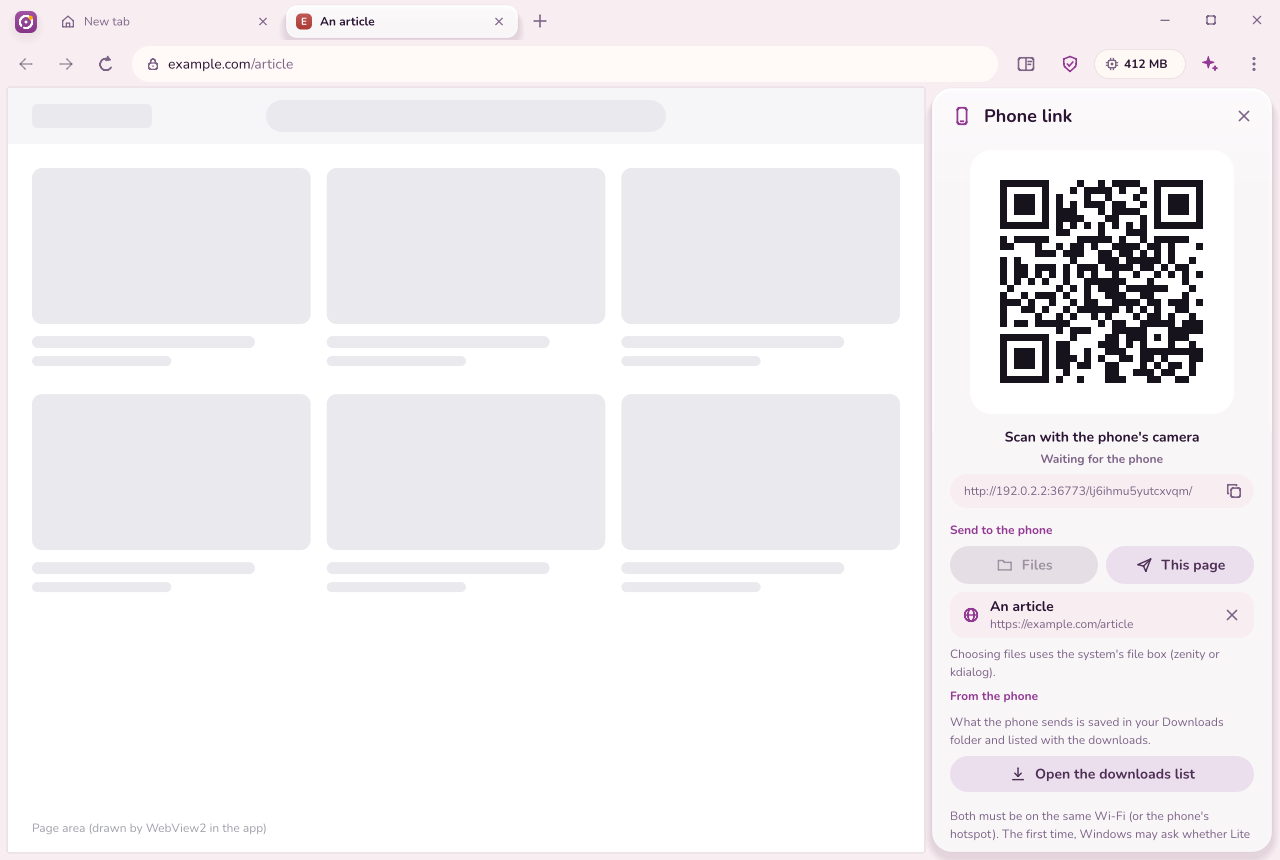 New tab
E An article
example.com/article
412 MB
Phone link
Scan with the phone's camera
Waiting for the phone
http://192.0.2.2:36773/lj6ihmu5yutcxvqm/
Send to the phone
Files
This page
An article
https://example.com/article
Choosing files uses the system's file box (zenity or
kdialog).
From the phone
What the phone sends is saved in your Downloads
folder and listed with the downloads.
Open the downloads list
Both must be on the same Wi-Fi (or the phone's
hotspot). The first time, Windows may ask whether Lite
Page area (drawn by WebView2 in the app)